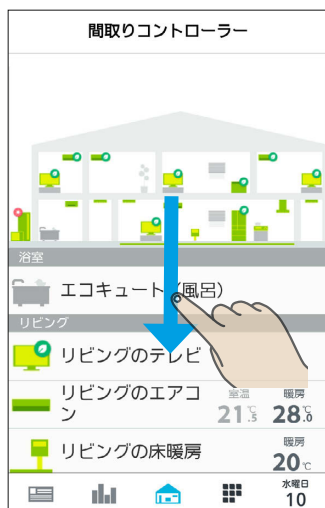 間取りコントローラー
浴室
エコキュート（風呂）
リビング
リビングのテレビ
リビングのエアコ
ン
室温 暖房
21.5℃ 28.0℃
リビングの床暖房
暖房
20℃
水曜日
10